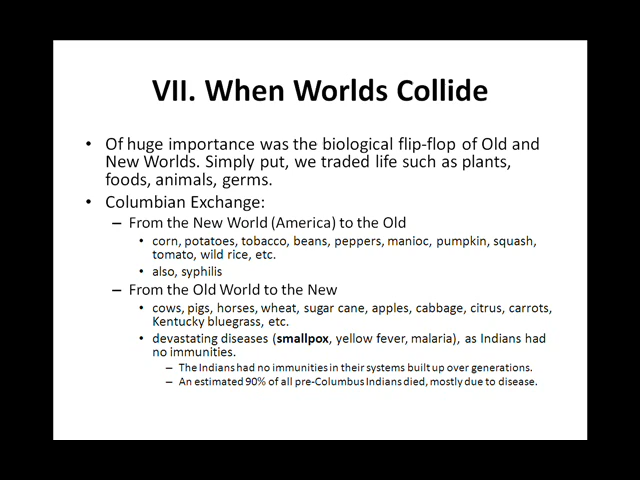 VII. When Worlds Collide
• Of huge importance was the biological flip-flop of Old and
New Worlds. Simply put, we traded life such as plants,
foods, animals, germs.
• Columbian Exchange:
– From the New World (America) to the Old
• corn, potatoes, tobacco, beans, peppers, manioc, pumpkin, squash,
tomato, wild rice, etc.
• also, syphilis
– From the Old World to the New
• cows, pigs, horses, wheat, sugar cane, apples, cabbage, citrus, carrots,
Kentucky bluegrass, etc.
• devastating diseases (smallpox, yellow fever, malaria), as Indians had
no immunities.
– The Indians had no immunities in their systems built up over generations.
– An estimated 90% of all pre-Columbus Indians died, mostly due to disease.